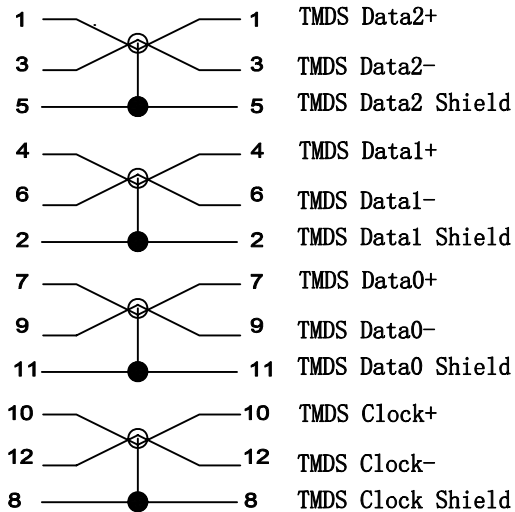 1 1 TMDS Data2+
3 3 TMDS Data2-
5 5 TMDS Data2 Shield
4 4 TMDS Data1+
6 6 TMDS Data1-
2 2 TMDS Data1 Shield
7 7 TMDS Data0+
9 9 TMDS Data0-
11 11 TMDS Data0 Shield
10 10 TMDS Clock+
12 12 TMDS Clock-
8 8 TMDS Clock Shield